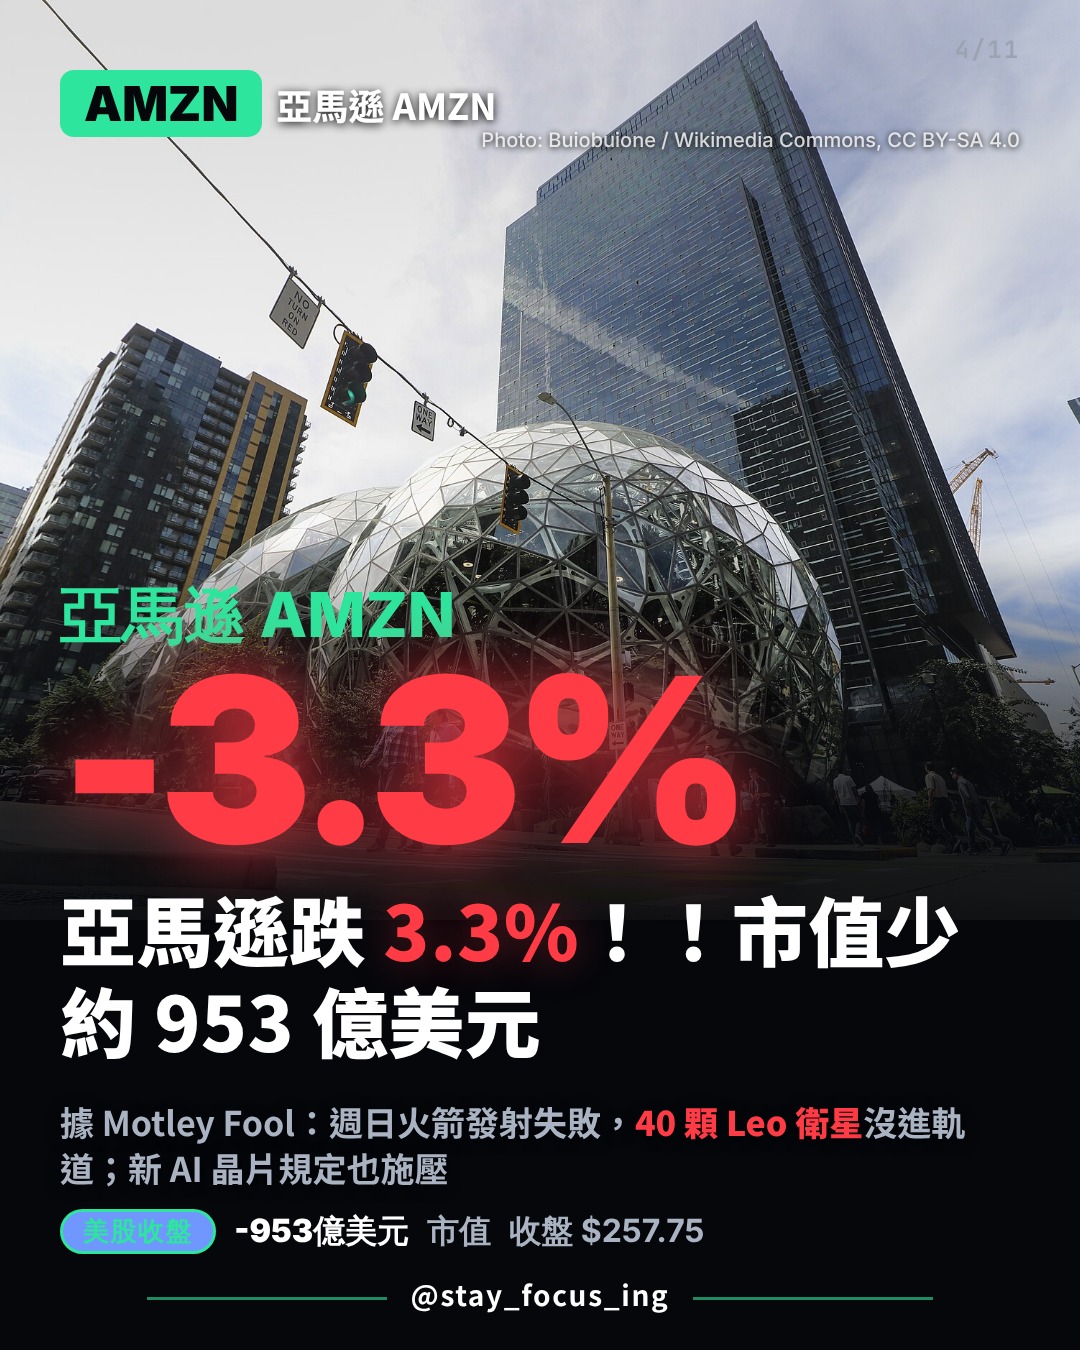 4/11
AMZN 亞馬遜 AMZN
Photo: Buiobuione / Wikimedia Commons, CC BY-SA 4.0
NO
TURN
ON
RED
ONE
WAY
亞馬遜 AMZN
-3.3%
亞馬遜跌 3.3%！！市值少
約 953 億美元
據 Motley Fool：週日火箭發射失敗，40 顆 Leo 衛星沒進軌
道；新 AI 晶片規定也施壓
美股收盤 -953億美元 市值 收盤 $257.75
@stay_focus_ing